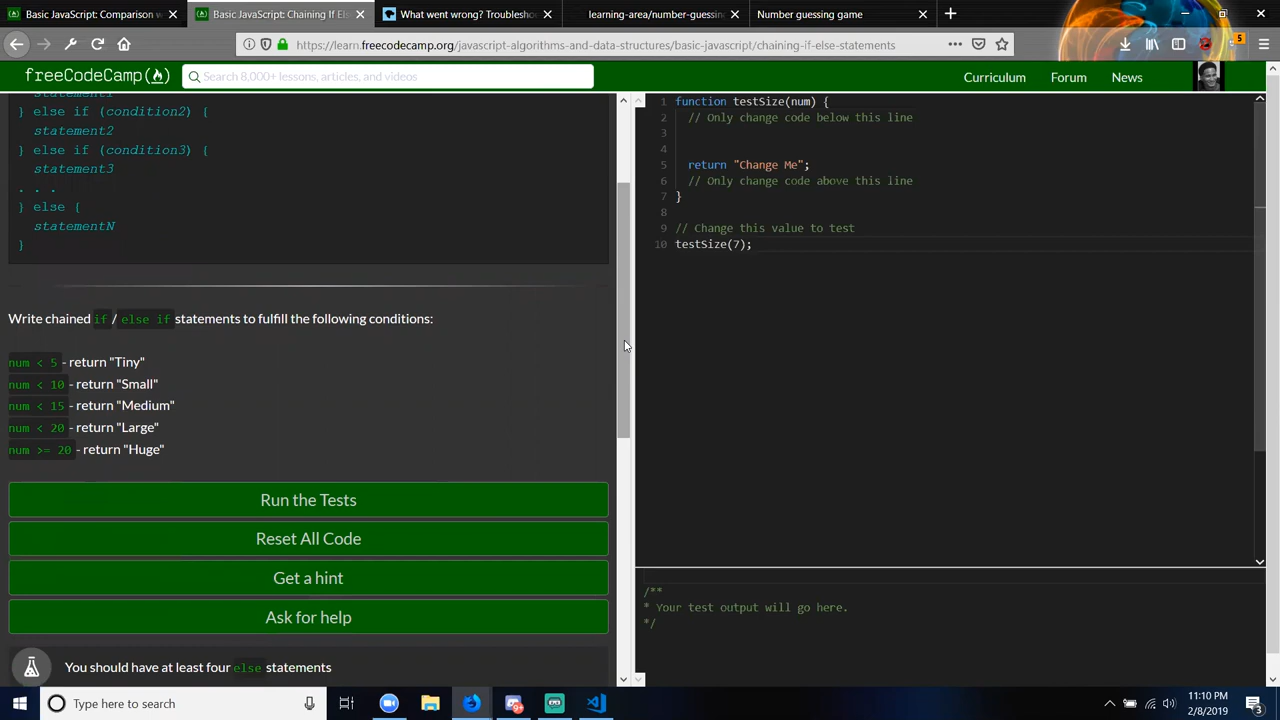 Basic JavaScript: Comparison w
Basic JavaScript: Chaining If Els
What went wrong? Troublesho
learning-area/number-guessing
Number guessing game
https://learn.freecodecamp.org/javascript-algorithms-and-data-structures/basic-javascript/chaining-if-else-statements
5
freeCodeCamp
Search 8,000+ lessons, articles, and videos
Curriculum
Forum
News
statement1
} else if (condition2) {
statement2
} else if (condition3) {
statement3
. . .
} else {
statementN
}
Write chained if / else if statements to fulfill the following conditions:
num < 5 - return "Tiny"
num < 10 - return "Small"
num < 15 - return "Medium"
num < 20 - return "Large"
num >= 20 - return "Huge"
Run the Tests
Reset All Code
Get a hint
Ask for help
You should have at least four else statements
1 function testSize(num) {
2 // Only change code below this line
3
4
5 return "Change Me";
6 // Only change code above this line
7 }
8
9 // Change this value to test
10 testSize(7);
/**
* Your test output will go here.
*/
Type here to search
11:10 PM
2/8/2019
3